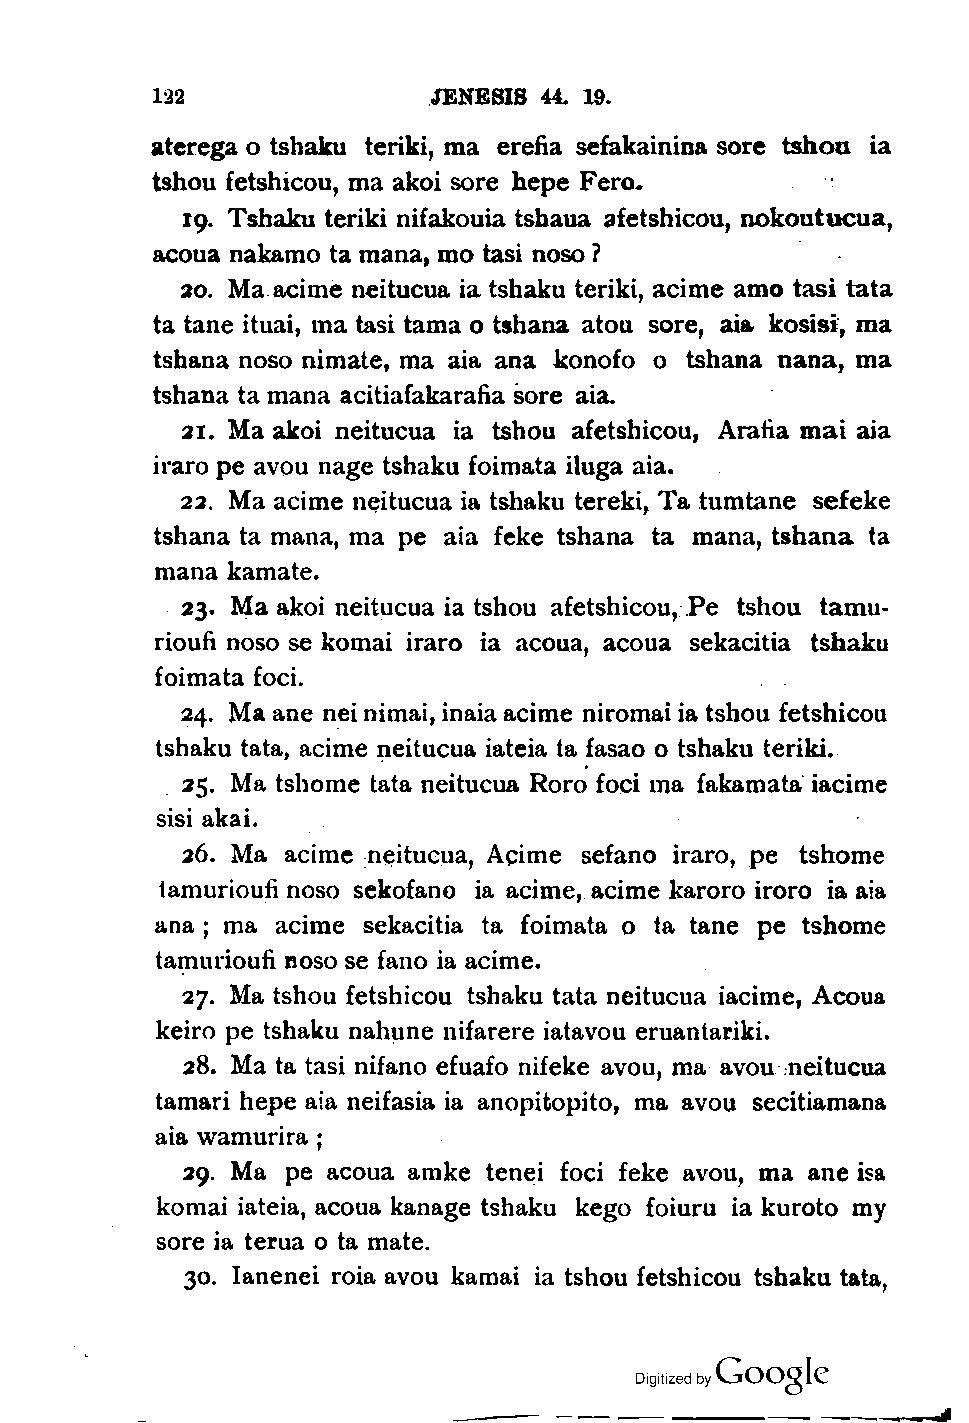 122 JENESIS 44. 19.
aterega o tshaku teriki, ma erefia sefakainina sore tshou ia
tshou fetshicou, ma akoi sore hepe Fero.
19. Tshaku teriki nifakouia tshaua afetshicou, nokoutucua,
acoua nakamo ta mana, mo tasi noso ?
20. Ma acime neitucua ia tshaku teriki, acime amo tasi tata
ta tane ituai, ma tasi tama o tshana atou sore, aia kosisi, ma
tshana noso nimate, ma aia ana konofo o tshana nana, ma
tshana ta mana acitiafakarafia sore aia.
21. Ma akoi neitucua ia tshou afetshicou, Arafia mai aia
iraro pe avou nage tshaku foimata iluga aia.
22. Ma acime neitucua ia tshaku tereki, Ta tumtane sefeke
tshana ta mana, ma pe aia feke tshana ta mana, tshana ta
mana kamate.
23. Ma akoi neitucua ia tshou afetshicou, Pe tshou tamu-
rioufi noso se komai iraro ia acoua, acoua sekacitia tshaku
foimata foci.
24. Ma ane nei nimai, inaia acime niromai ia tshou fetshicou
tshaku tata, acime neitucua iateia ta fasao o tshaku teriki.
25. Ma tshome tata neitucua Roro foci ma fakamata iacime
sisi akai.
26. Ma acime neitucua, Acime sefano iraro, pe tshome
tamurioufi noso sekofano ia acime, acime karoro iroro ia aia
ana ; ma acime sekacitia ta foimata o ta tane pe tshome
tamurioufi noso se fano ia acime.
27. Ma tshou fetshicou tshaku tata neitucua iacime, Acoua
keiro pe tshaku nahune nifarere iatavou eruantariki.
28. Ma ta tasi nifano efuafo nifeke avou, ma avou neitucua
tamari hepe aia neifasia ia anopitopito, ma avou secitiamana
aia wamurira ;
29. Ma pe acoua amke tenei foci feke avou, ma ane isa
komai iateia, acoua kanage tshaku kego foiuru ia kuroto my
sore ia terua o ta mate.
30. Ianenei roia avou kamai ia tshou fetshicou tshaku tata,
Digitized by Google